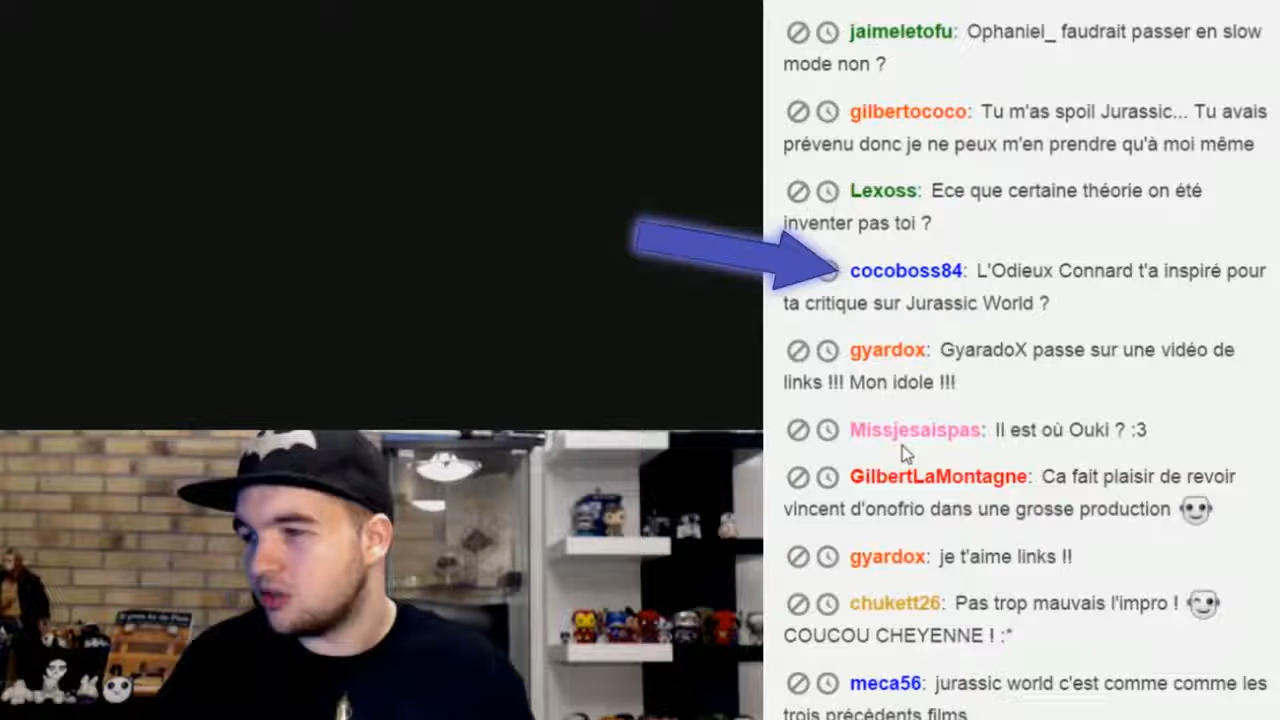 jaimeletofu: Ophaniel_ faudrait passer en slow
mode non ?
gilbertococo: Tu m'as spoil Jurassic... Tu avais
prévenu donc je ne peux m'en prendre qu'à moi même
Lexoss: Ece que certaine théorie on été
inventer pas toi ?
cocoboss84: L'Odieux Connard t'a inspiré pour
ta critique sur Jurassic World ?
gyardox: GyaradoX passe sur une vidéo de
links !!! Mon idole !!!
Missjesaispas: Il est où Ouki ? :3
GilbertLaMontagne: Ca fait plaisir de revoir
vincent d'onofrio dans une grosse production
gyardox: je t'aime links !!
chukett26: Pas trop mauvais l'impro !
COUCOU CHEYENNE ! :*
meca56: jurassic world c'est comme comme les
trois précédents films